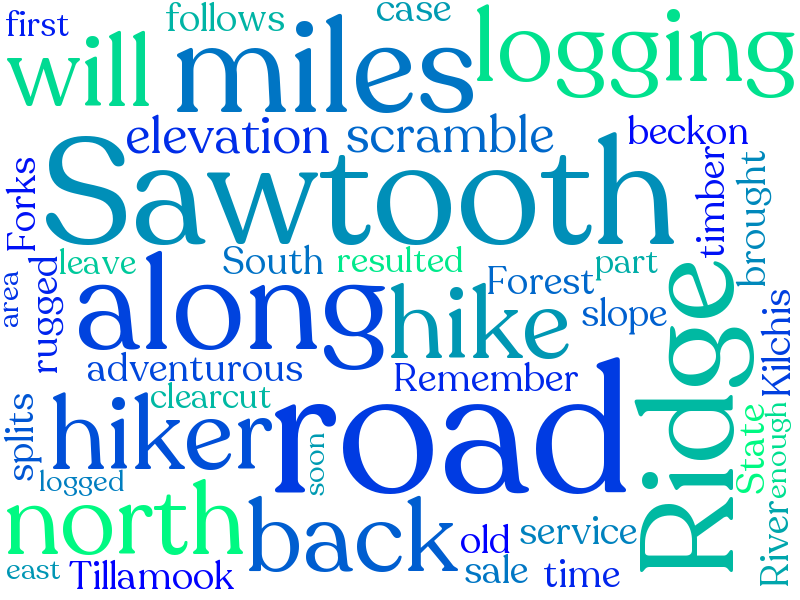 first
follows
case
will
miles
logging
elevation
scramble
beckon
Sawtooth
Forks
timber
brought
leave
South
resulted
Forest
part
area
rugged
along
hike
slope
Ridge
Kilchis
adventurous
Remember
clearcut
splits
hiker
road
soon
State
enough
logged
north
back
old
service
River
east
Tillamook
sale
time